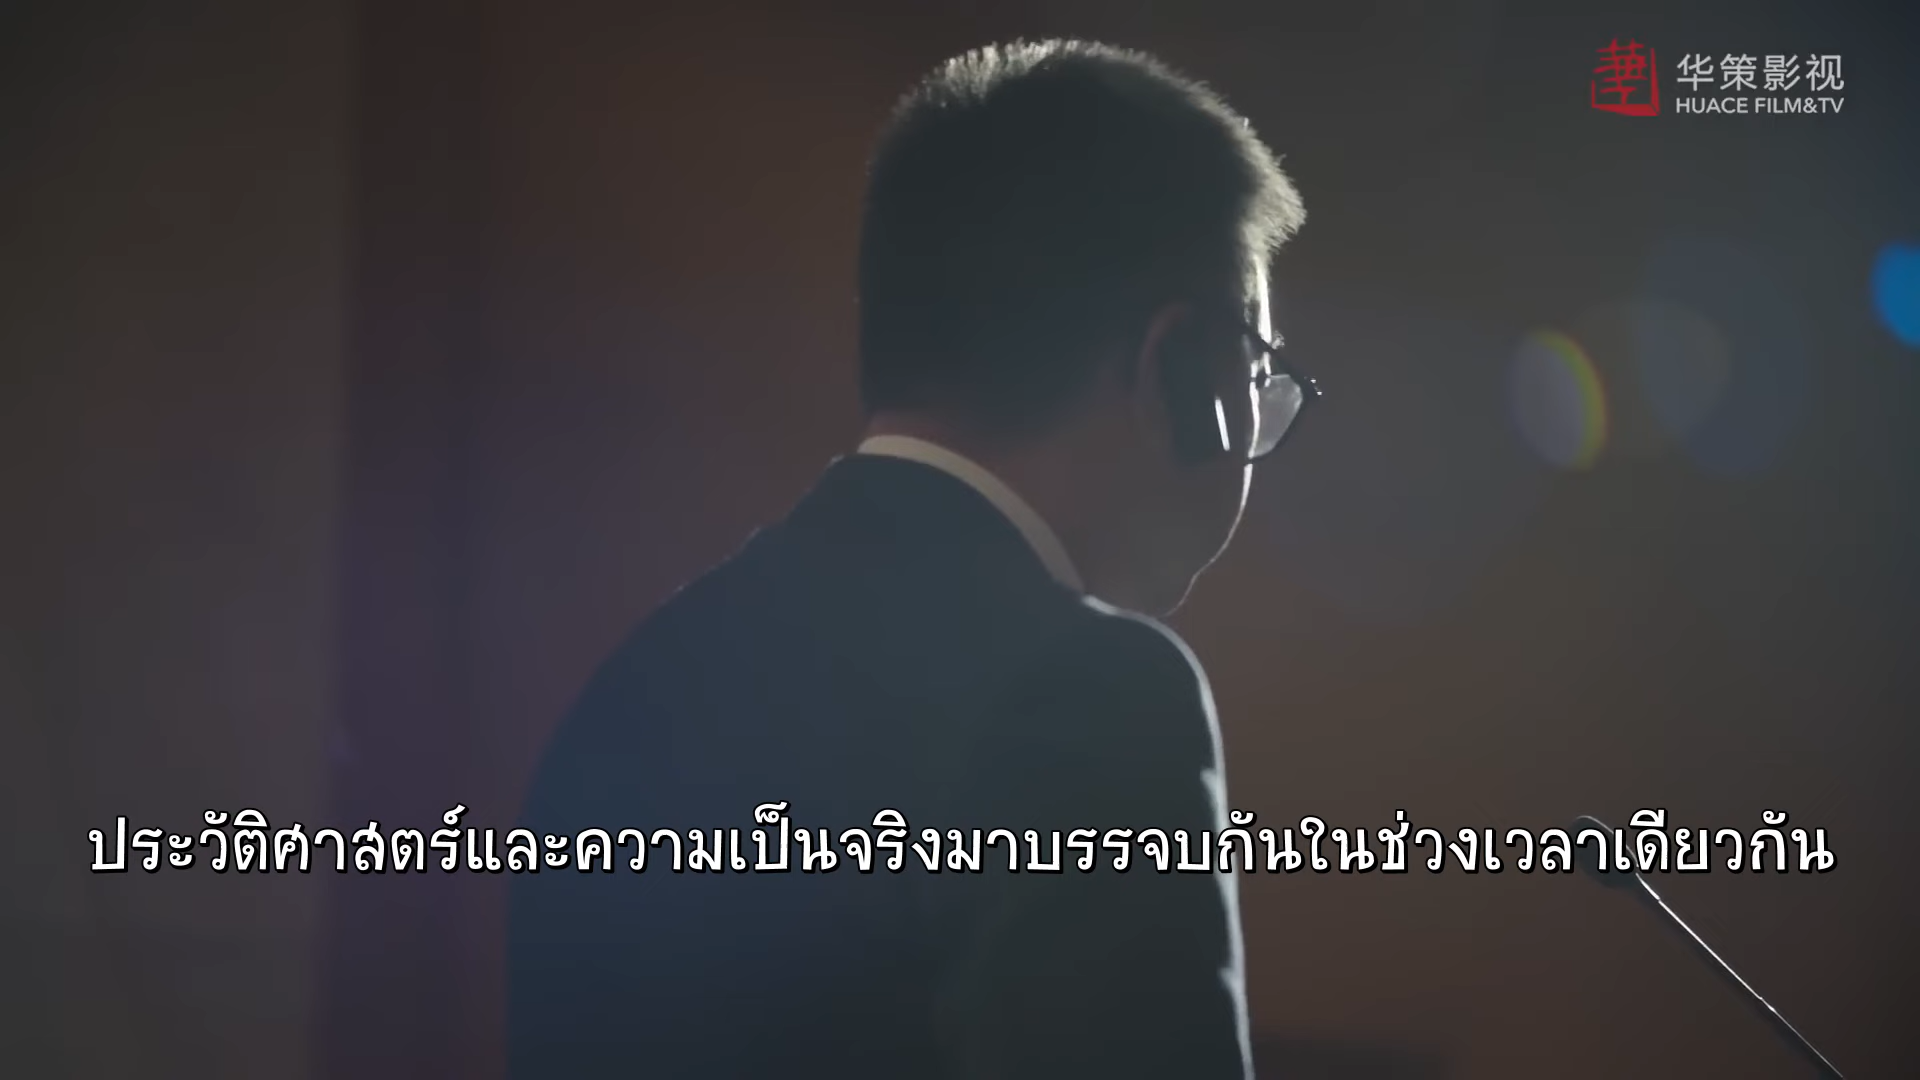 华策影视
HUACE FILM&TV
ประวัติศาสตร์และความเป็นจริงมาบรรจบกันในช่วงเวลาเดียวกัน